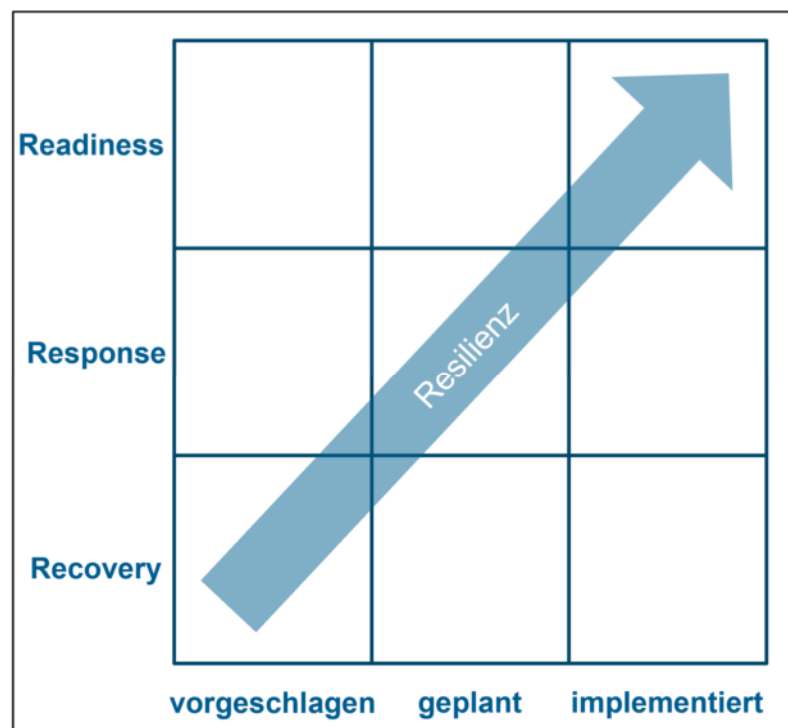 Readiness
Response
Resilienz
Recovery
vorgeschlagen geplant implementiert